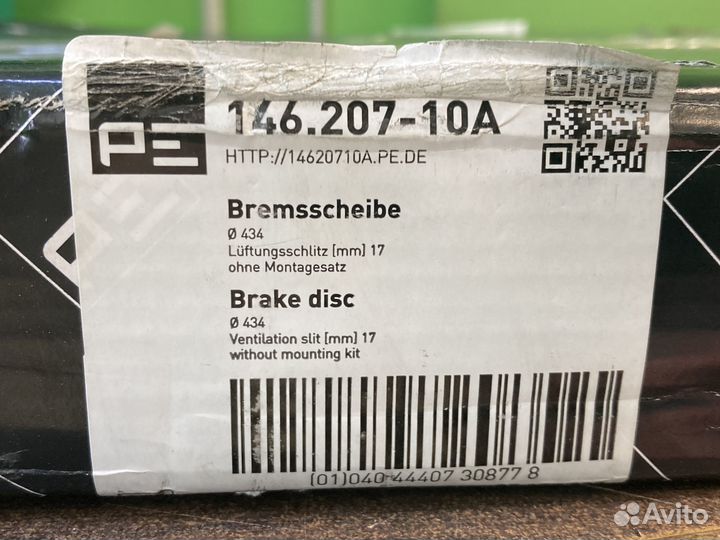 PE
146.207-10A
HTTP://14620710A.PE.DE
Bremsscheibe
Ø 434
Lüftungsschlitz [mm] 17
ohne Montagesatz
Brake disc
Ø 434
Ventilation slit [mm] 17
without mounting kit
(01)040 44407 30877 8
Avito